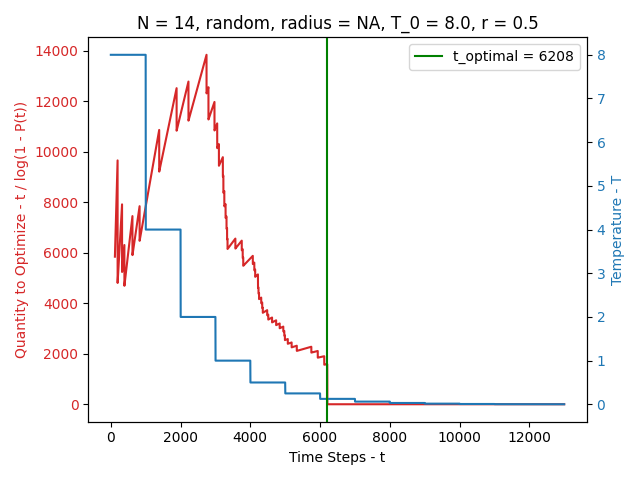 N = 14, random, radius = NA, T_0 = 8.0, r = 0.5
t_optimal = 6208
Quantity to Optimize - t / log(1 - P(t))
14000
12000
10000
8000
6000
4000
2000
0
8
7
6
5
4
3
2
1
0
Temperature - T
0 2000 4000 6000 8000 10000 12000
Time Steps - t